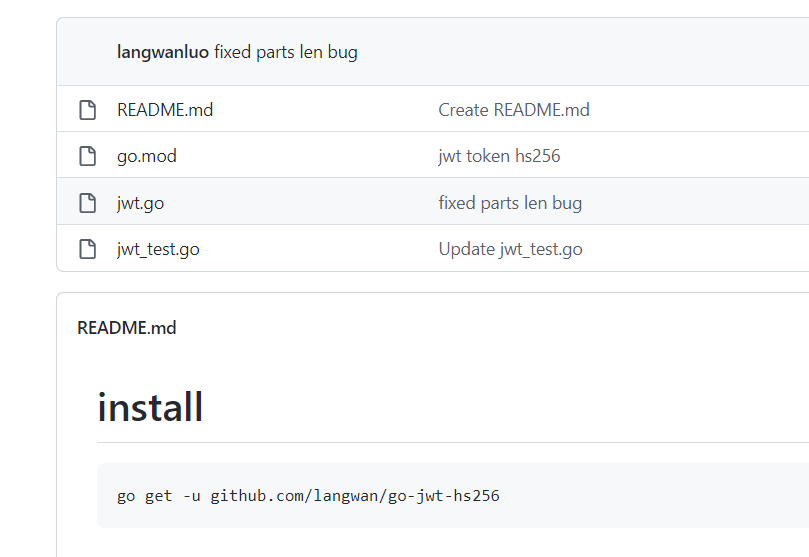 langwanluo fixed parts len bug
README.md Create README.md
go.mod jwt token hs256
jwt.go fixed parts len bug
jwt_test.go Update jwt_test.go
README.md
install
go get -u github.com/langwan/go-jwt-hs256